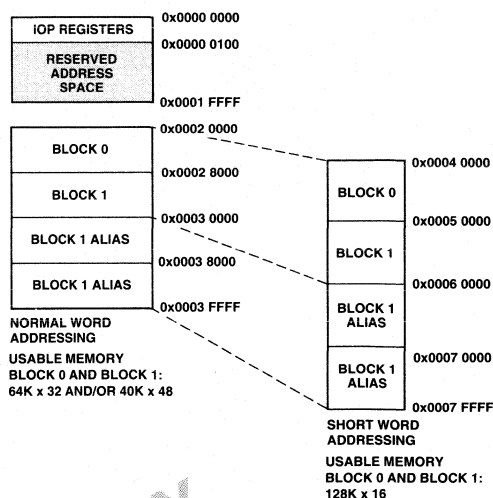 IOP REGISTERS
0x0000 0000
0x0000 0100
RESERVED
ADDRESS
SPACE
0x0001 FFFF
0x0002 0000
BLOCK 0
0x0002 8000
BLOCK 1
0x0003 0000
BLOCK 1 ALIAS
0x0003 8000
BLOCK 1 ALIAS
0x0003 FFFF
NORMAL WORD
ADDRESSING
USABLE MEMORY
BLOCK 0 AND BLOCK 1:
64K x 32 AND/OR 40K x 48
0x0004 0000
BLOCK 0
0x0005 0000
BLOCK 1
0x0006 0000
BLOCK 1
ALIAS
0x0007 0000
BLOCK 1
ALIAS
0x0007 FFFF
SHORT WORD
ADDRESSING
USABLE MEMORY
BLOCK 0 AND BLOCK 1:
128K x 16